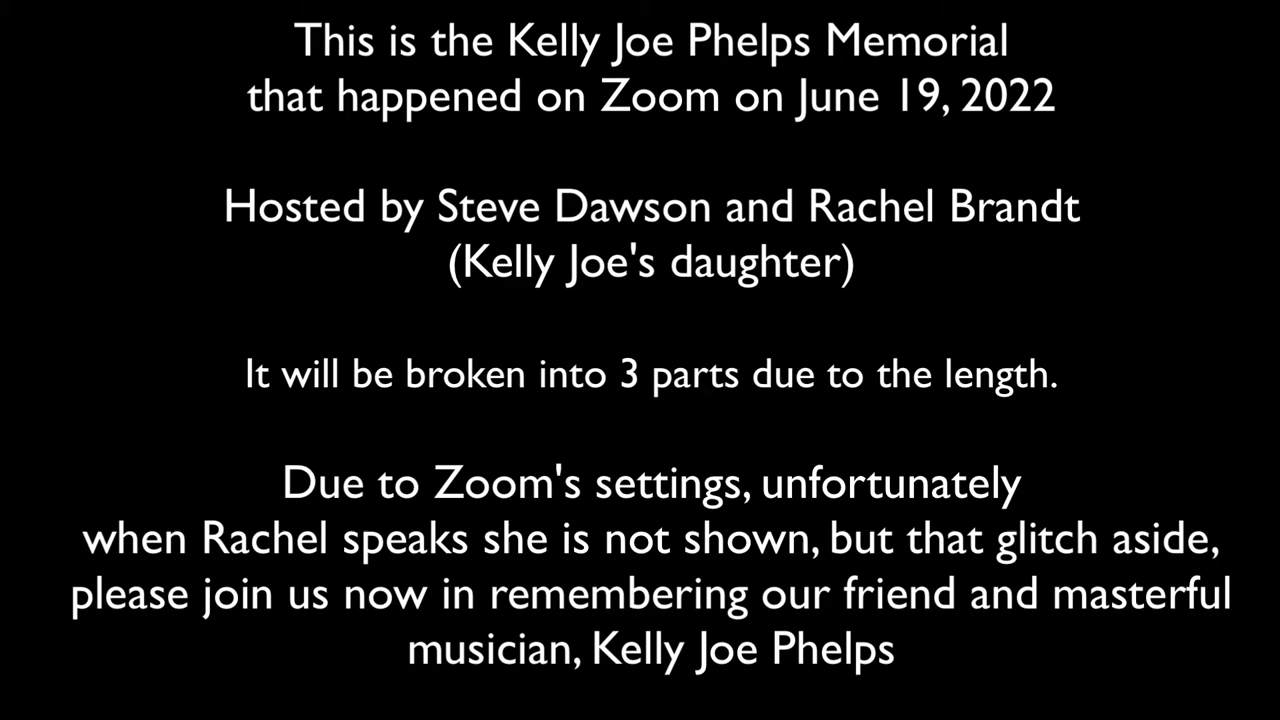 This is the Kelly Joe Phelps Memorial
that happened on Zoom on June 19, 2022
Hosted by Steve Dawson and Rachel Brandt
(Kelly Joe's daughter)
It will be broken into 3 parts due to the length.
Due to Zoom's settings, unfortunately
when Rachel speaks she is not shown, but that glitch aside,
please join us now in remembering our friend and masterful
musician, Kelly Joe Phelps